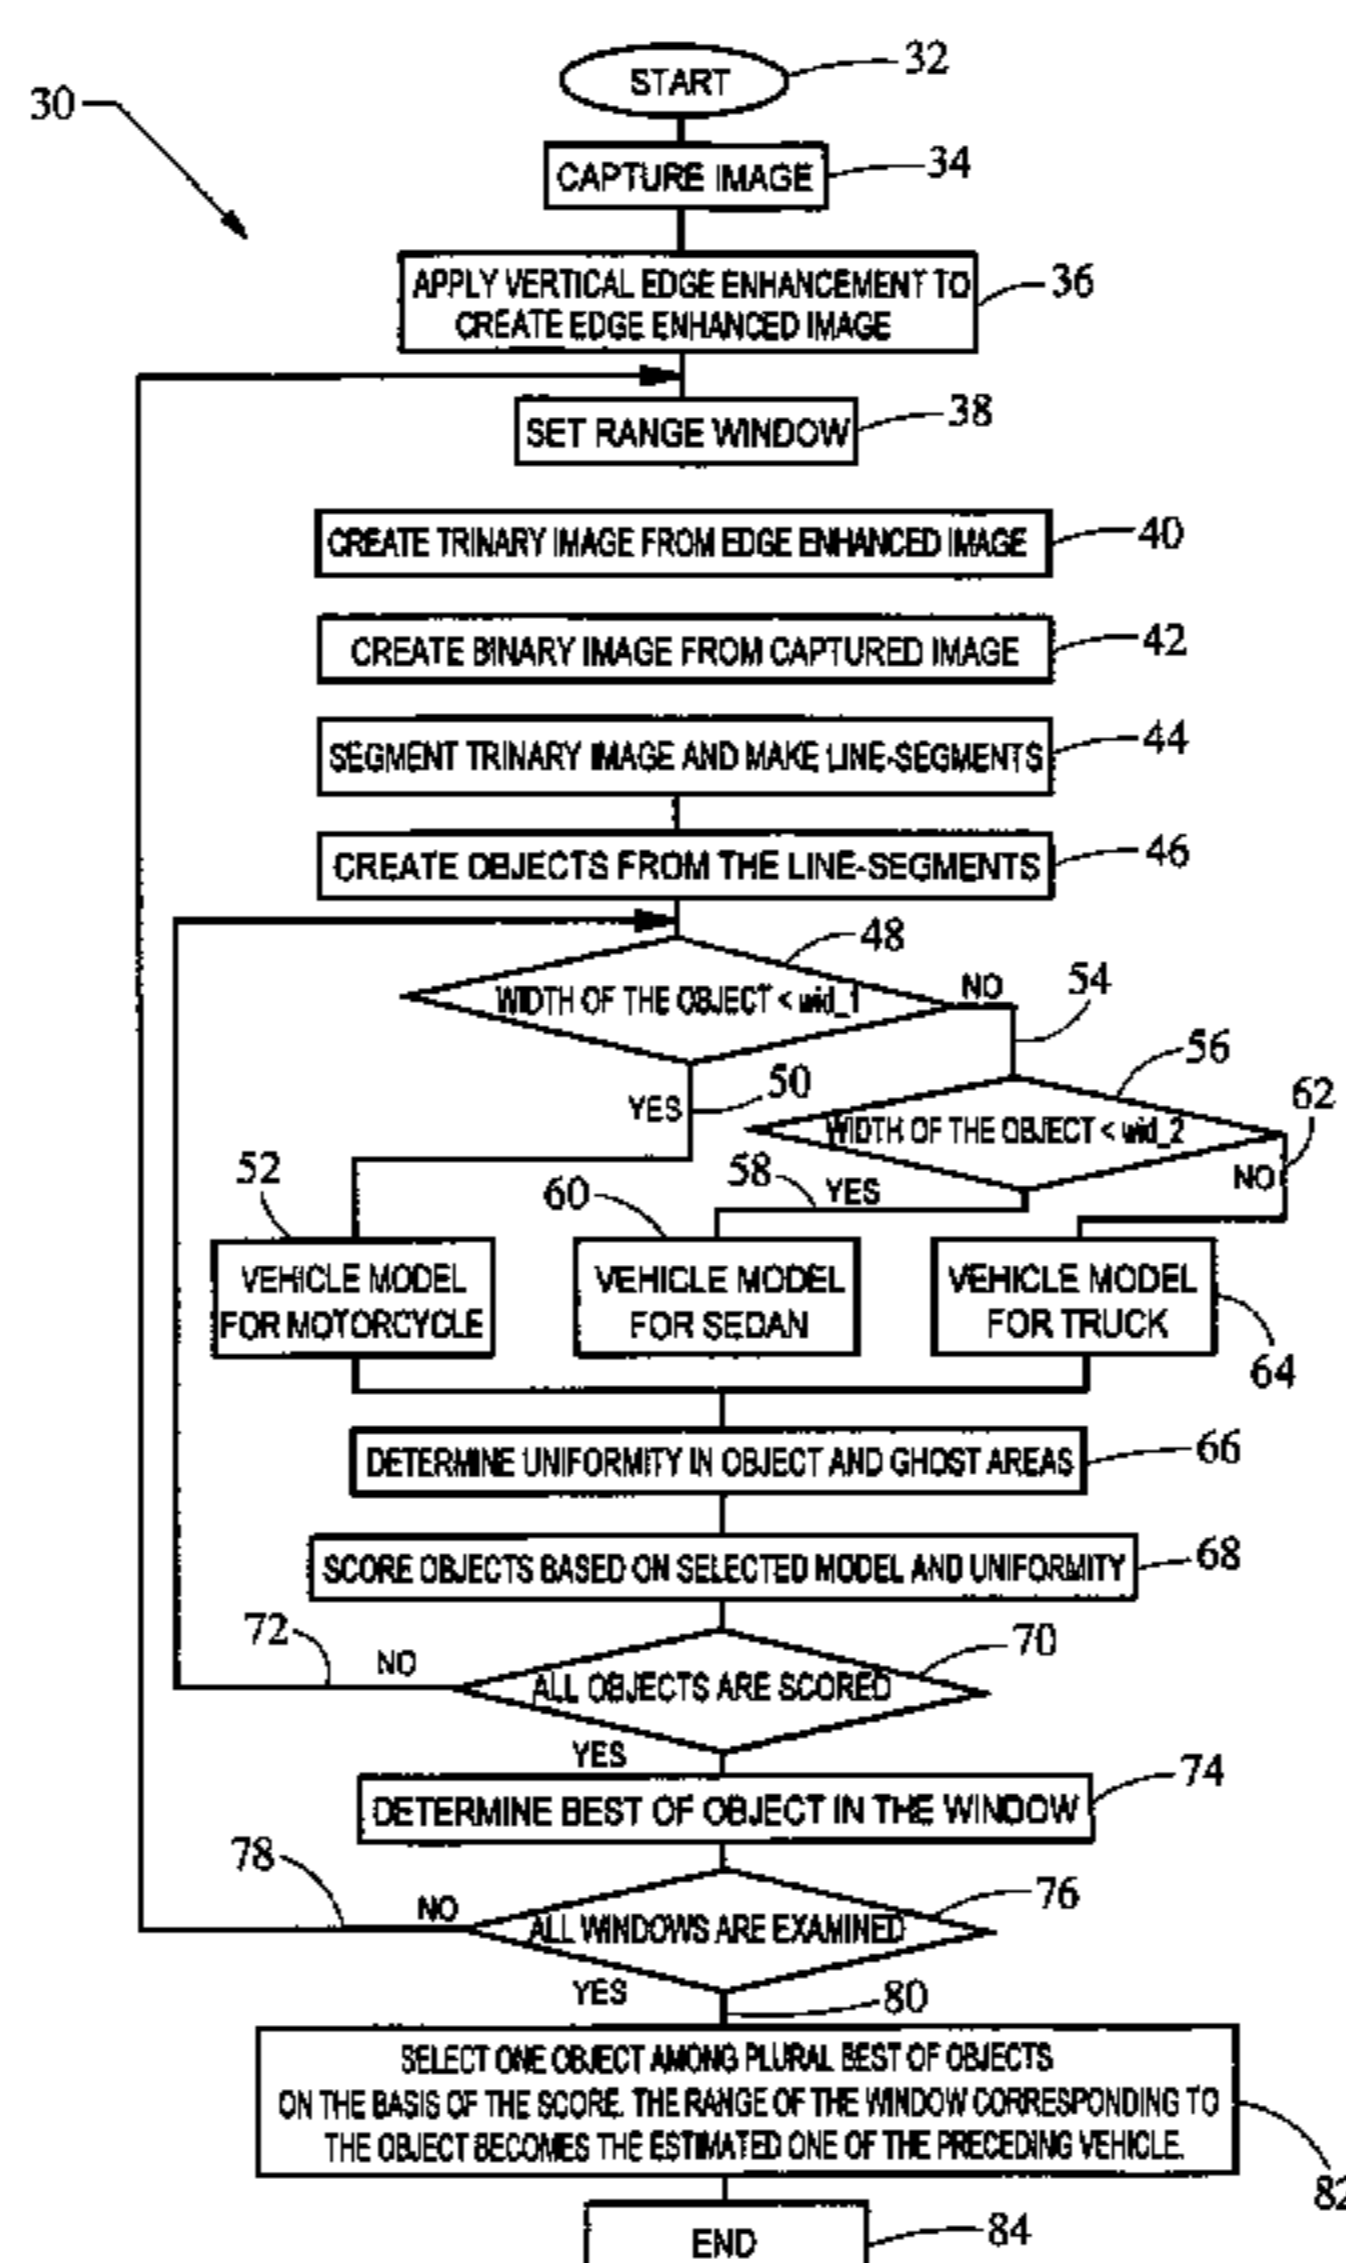 30
START
32
CAPTURE IMAGE
34
APPLY VERTICAL EDGE ENHANCEMENT TO
CREATE EDGE ENHANCED IMAGE
36
SET RANGE WINDOW
38
CREATE TRINARY IMAGE FROM EDGE ENHANCED IMAGE
40
CREATE BINARY IMAGE FROM CAPTURED IMAGE
42
SEGMENT TRINARY IMAGE AND MAKE LINE-SEGMENTS
44
CREATE OBJECTS FROM THE LINE-SEGMENTS
46
WIDTH OF THE OBJECT < wid_1
48
NO
54
YES
50
WIDTH OF THE OBJECT < wid_2
56
YES
58
NO
62
52
VEHICLE MODEL
FOR MOTORCYCLE
60
VEHICLE MODEL
FOR SEDAN
VEHICLE MODEL
FOR TRUCK
64
DETERMINE UNIFORMITY IN OBJECT AND GHOST AREAS
66
SCORE OBJECTS BASED ON SELECTED MODEL AND UNIFORMITY
68
72
NO
ALL OBJECTS ARE SCORED
70
YES
DETERMINE BEST OF OBJECT IN THE WINDOW
74
78
NO
ALL WINDOWS ARE EXAMINED
76
YES
80
SELECT ONE OBJECT AMONG PLURAL BEST OF OBJECTS
ON THE BASIS OF THE SCORE. THE RANGE OF THE WINDOW CORRESPONDING TO
THE OBJECT BECOMES THE ESTIMATED ONE OF THE PRECEDING VEHICLE.
82
END
84